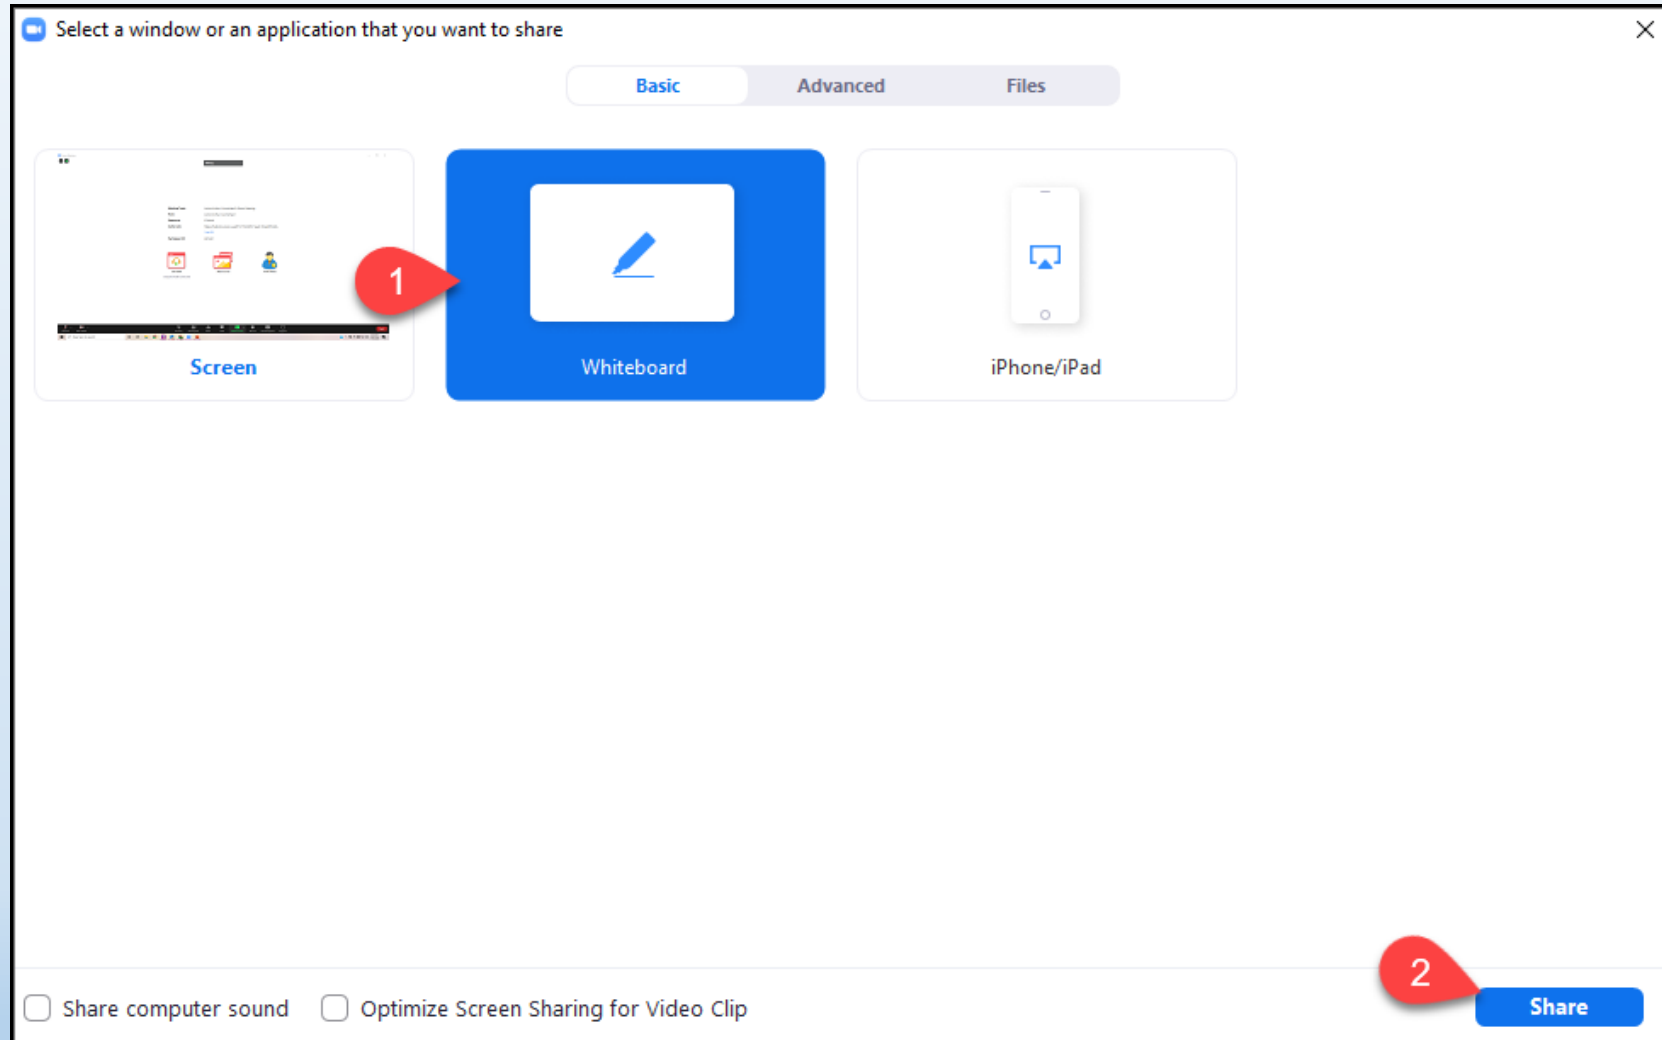 Select a window or an application that you want to share
Basic Advanced Files
1
Screen Whiteboard iPhone/iPad
2
Share computer sound Optimize Screen Sharing for Video Clip Share